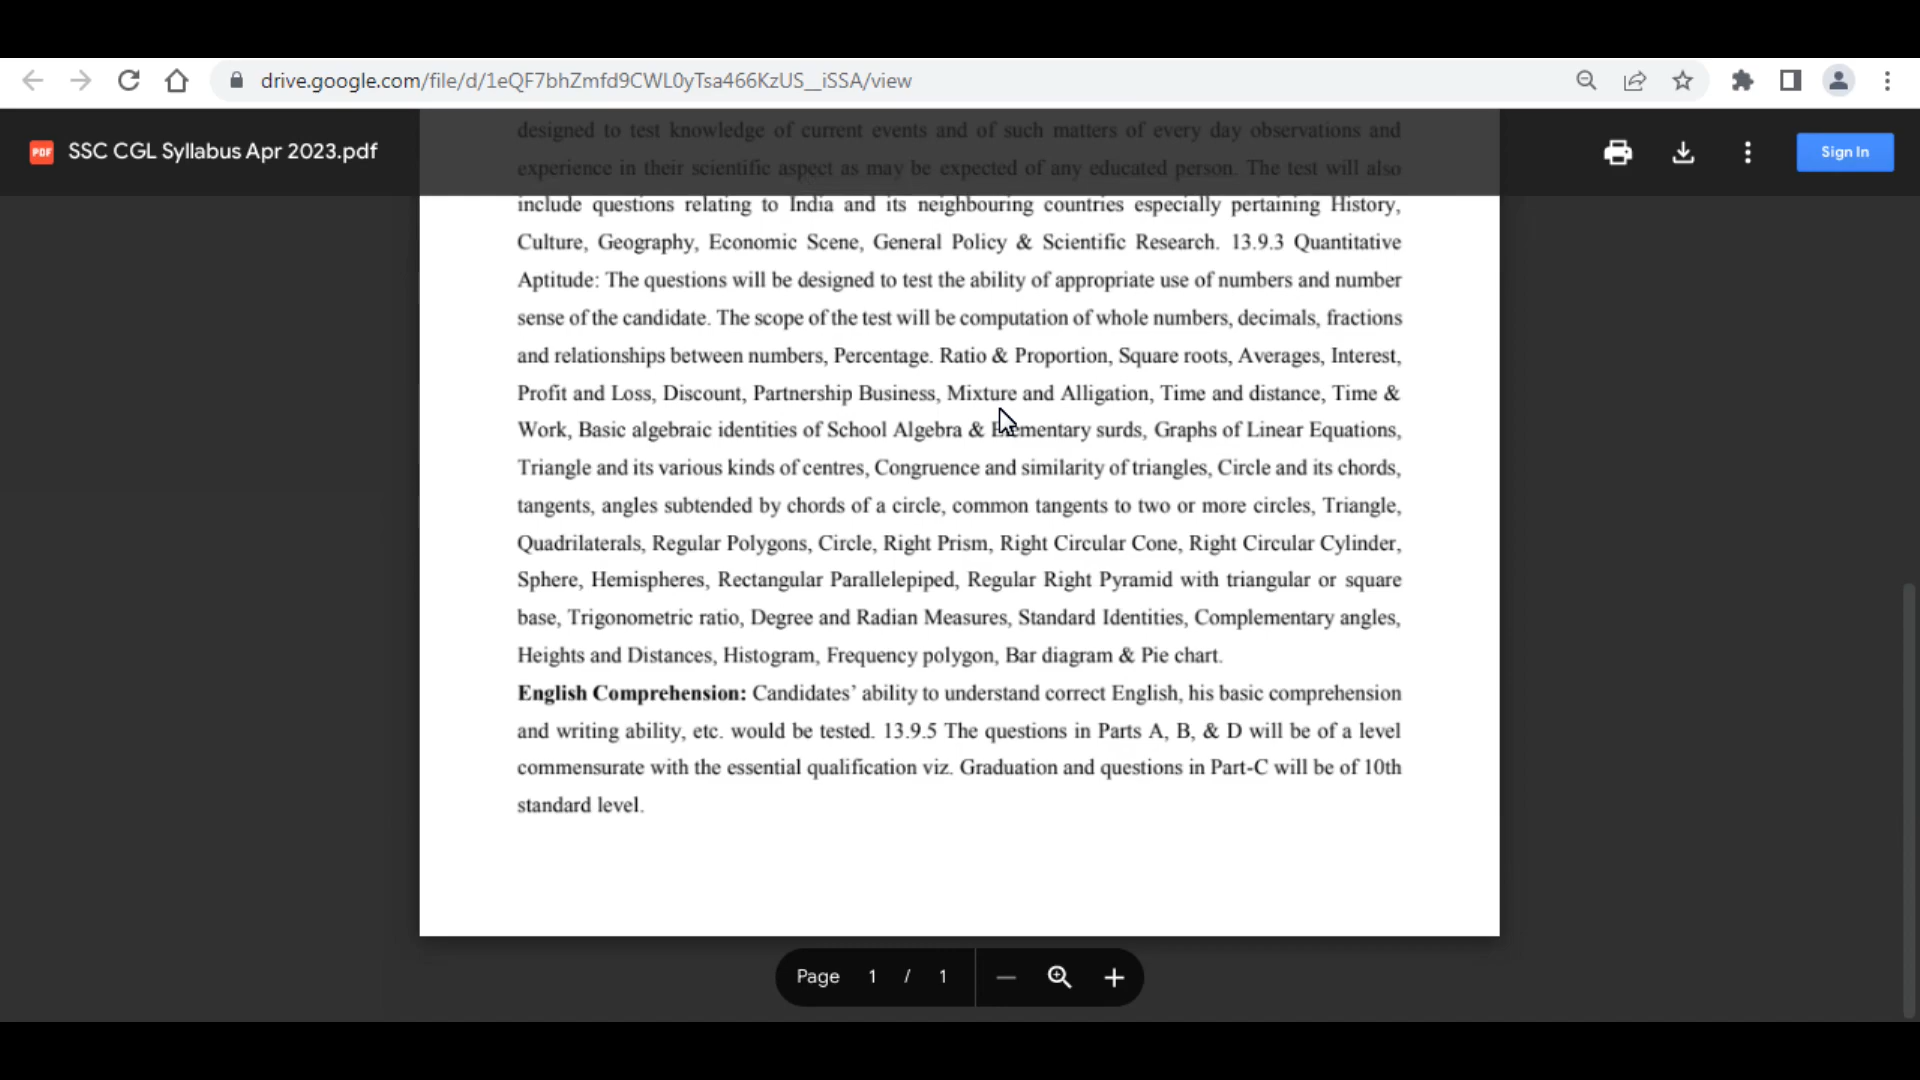 drive.google.com/file/d/1eQF7bhZmfd9CWL0yTsa466KzUS__iSSA/view
PDF
SSC CGL Syllabus Apr 2023.pdf
Sign In
designed to test knowledge of current events and of such matters of every day observations and
experience in their scientific aspect as may be expected of any educated person. The test will also
include questions relating to India and its neighbouring countries especially pertaining History,
Culture, Geography, Economic Scene, General Policy & Scientific Research. 13.9.3 Quantitative
Aptitude: The questions will be designed to test the ability of appropriate use of numbers and number
sense of the candidate. The scope of the test will be computation of whole numbers, decimals, fractions
and relationships between numbers, Percentage. Ratio & Proportion, Square roots, Averages, Interest,
Profit and Loss, Discount, Partnership Business, Mixture and Alligation, Time and distance, Time &
Work, Basic algebraic identities of School Algebra & Elementary surds, Graphs of Linear Equations,
Triangle and its various kinds of centres, Congruence and similarity of triangles, Circle and its chords,
tangents, angles subtended by chords of a circle, common tangents to two or more circles, Triangle,
Quadrilaterals, Regular Polygons, Circle, Right Prism, Right Circular Cone, Right Circular Cylinder,
Sphere, Hemispheres, Rectangular Parallelepiped, Regular Right Pyramid with triangular or square
base, Trigonometric ratio, Degree and Radian Measures, Standard Identities, Complementary angles,
Heights and Distances, Histogram, Frequency polygon, Bar diagram & Pie chart.
English Comprehension: Candidates' ability to understand correct English, his basic comprehension
and writing ability, etc. would be tested. 13.9.5 The questions in Parts A, B, & D will be of a level
commensurate with the essential qualification viz. Graduation and questions in Part-C will be of 10th
standard level.
Page 1 / 1